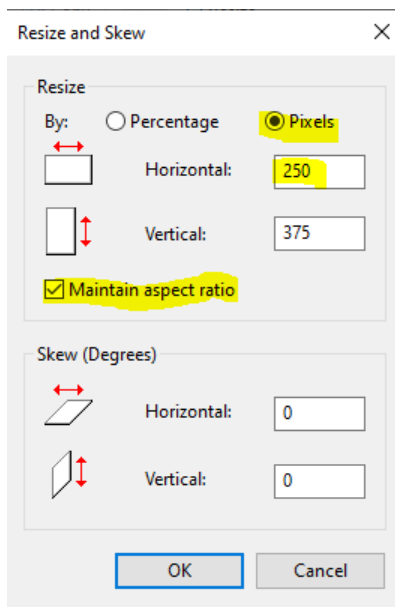 Resize and Skew
Resize
By: Percentage Pixels
Horizontal: 250
Vertical: 375
Maintain aspect ratio
Skew (Degrees)
Horizontal: 0
Vertical: 0
OK Cancel